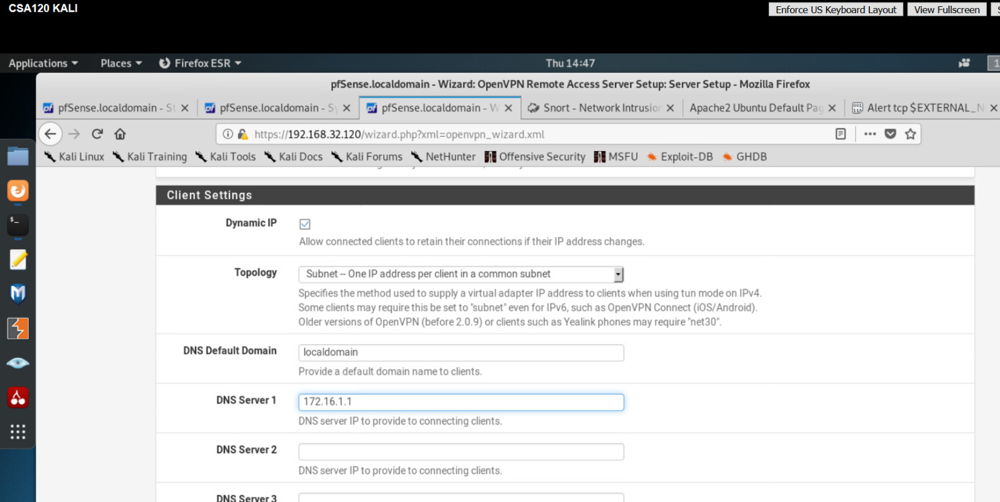 CSA120 KALI
Enforce US Keyboard Layout View Fullscreen
Applications Places Firefox ESR Thu 14:47 1
pfSense.localdomain - Wizard: OpenVPN Remote Access Server Setup: Server Setup - Mozilla Firefox
pfSense.localdomain - St pfSense.localdomain - Sy pfSense.localdomain - W Snort - Network Intrusion Apache2 Ubuntu Default Pag Alert tcp $EXTERNAL_N
https://192.168.32.120/wizard.php?xml=openvpn_wizard.xml
Kali Linux Kali Training Kali Tools Kali Docs Kali Forums NetHunter Offensive Security MSFU Exploit-DB GHDB
Client Settings
Dynamic IP
Allow connected clients to retain their connections if their IP address changes.
Topology Subnet -- One IP address per client in a common subnet
Specifies the method used to supply a virtual adapter IP address to clients when using tun mode on IPv4.
Some clients may require this be set to "subnet" even for IPv6, such as OpenVPN Connect (iOS/Android).
Older versions of OpenVPN (before 2.0.9) or clients such as Yealink phones may require "net30".
DNS Default Domain localdomain
Provide a default domain name to clients.
DNS Server 1 172.16.1.1
DNS server IP to provide to connecting clients.
DNS Server 2
DNS server IP to provide to connecting clients.
DNS Server 3